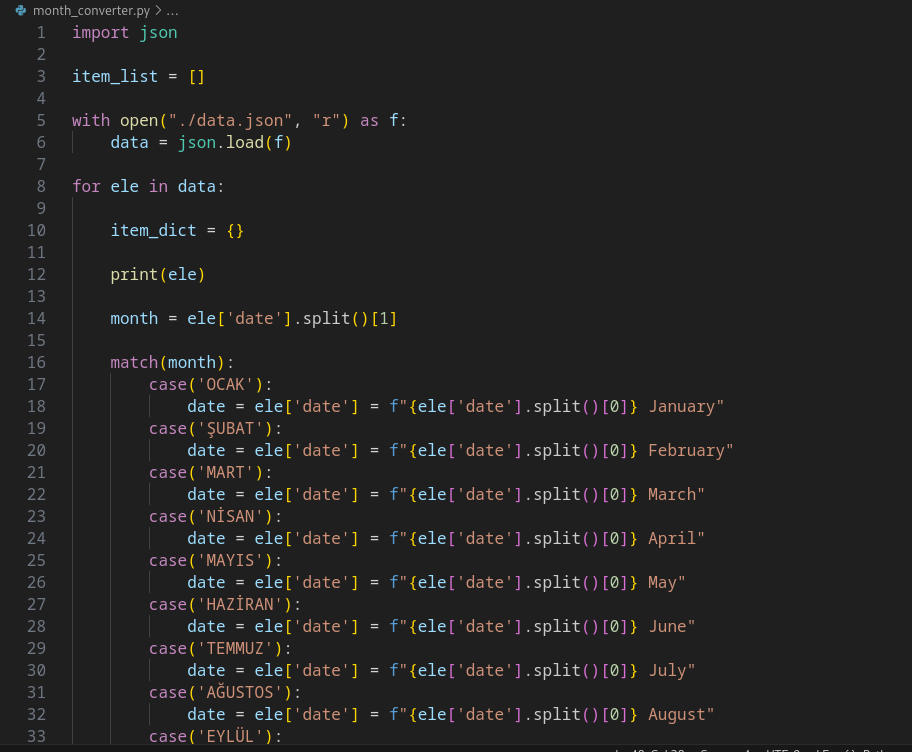 month_converter.py > ...
1 import json
2
3 item_list = []
4
5 with open("./data.json", "r") as f:
6     data = json.load(f)
7
8 for ele in data:
9
10     item_dict = {}
11
12     print(ele)
13
14     month = ele['date'].split()[1]
15
16     match(month):
17         case('OCAK'):
18             date = ele['date'] = f"{ele['date'].split()[0]} January"
19         case('ŞUBAT'):
20             date = ele['date'] = f"{ele['date'].split()[0]} February"
21         case('MART'):
22             date = ele['date'] = f"{ele['date'].split()[0]} March"
23         case('NİSAN'):
24             date = ele['date'] = f"{ele['date'].split()[0]} April"
25         case('MAYIS'):
26             date = ele['date'] = f"{ele['date'].split()[0]} May"
27         case('HAZİRAN'):
28             date = ele['date'] = f"{ele['date'].split()[0]} June"
29         case('TEMMUZ'):
30             date = ele['date'] = f"{ele['date'].split()[0]} July"
31         case('AĞUSTOS'):
32             date = ele['date'] = f"{ele['date'].split()[0]} August"
33         case('EYLÜL'):